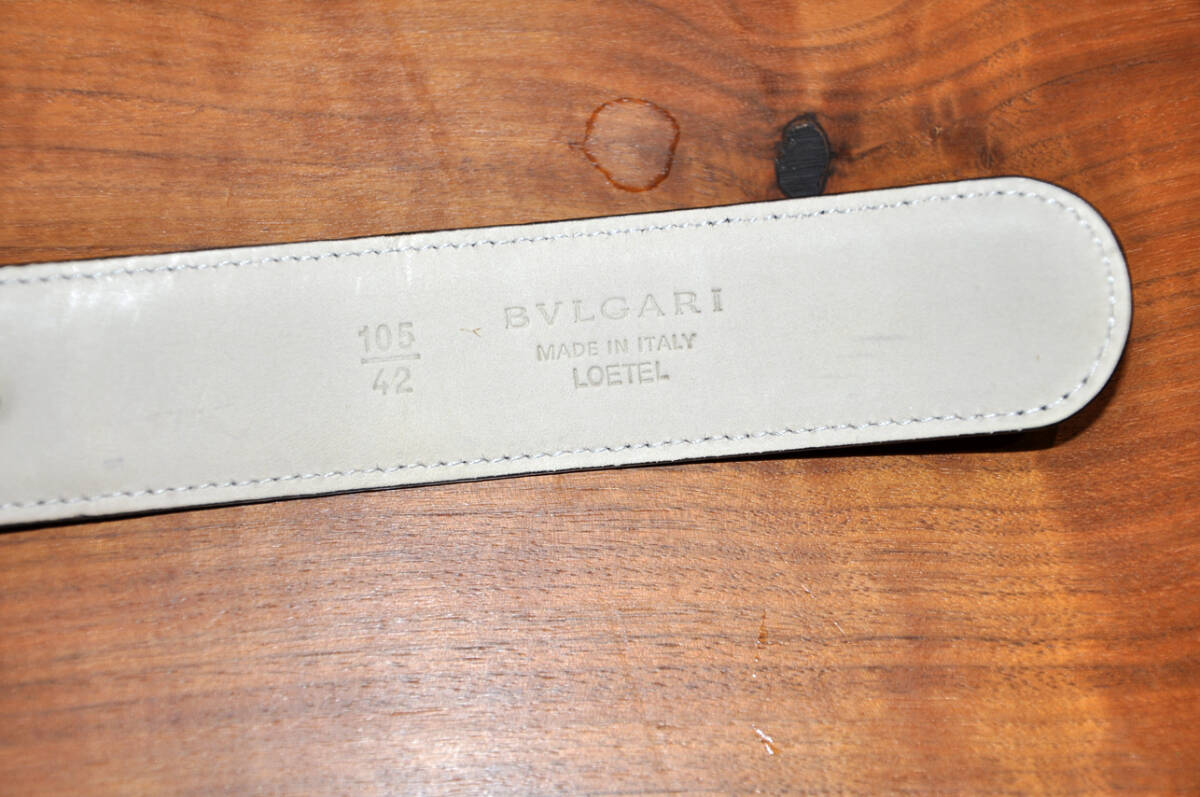 105
42
BVLGARI
MADE IN ITALY
LOETEL